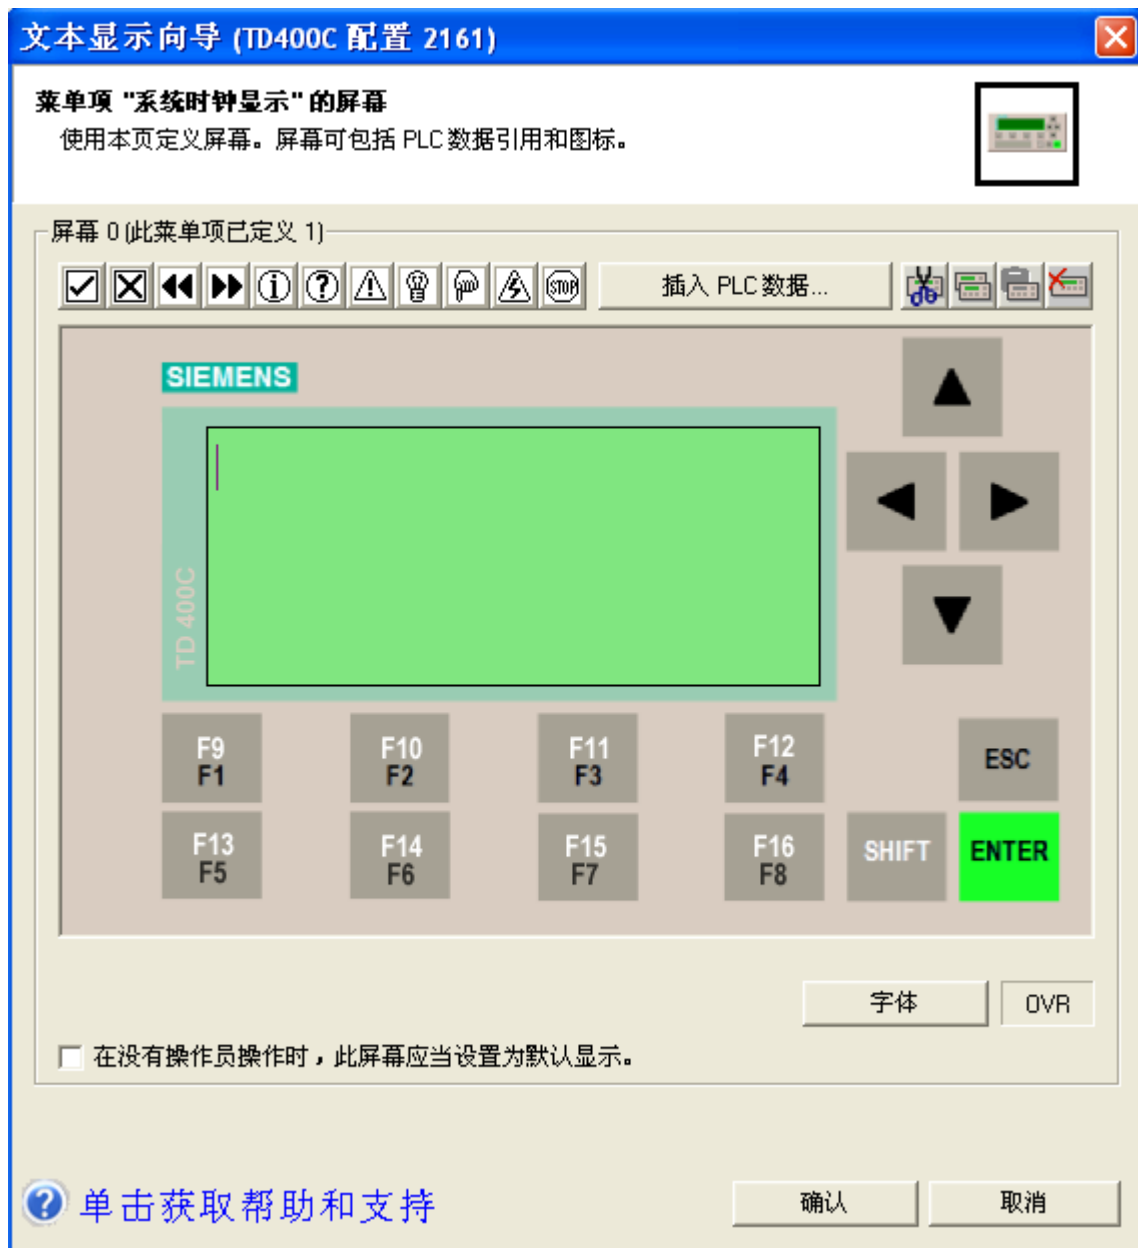 文本显示向导 (TD400C 配置 2161)
菜单项 "系统时钟显示" 的屏幕
使用本页定义屏幕。屏幕可包括 PLC 数据引用和图标。
屏幕 0 (此菜单项已定义 1)
STOP
插入 PLC 数据...
SIEMENS
TD 400C
F9 F10 F11 F12
F1 F2 F3 F4 ESC
F13 F14 F15 F16
F5 F6 F7 F8 SHIFT ENTER
字体 OVR
在没有操作员操作时，此屏幕应当设置为默认显示。
单击获取帮助和支持 确认 取消